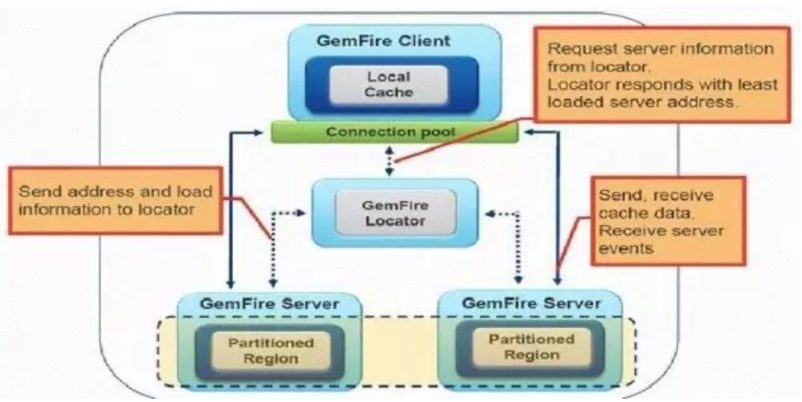 GemFire Client
Local
Cache
Connection pool
Request server information
from locator.
Locator responds with least
loaded server address.
Send address and load
information to locator
GemFire
Locator
Send, receive
cache data.
Receive server
events
GemFire Server
Partitioned
Region
GemFire Server
Partitioned
Region